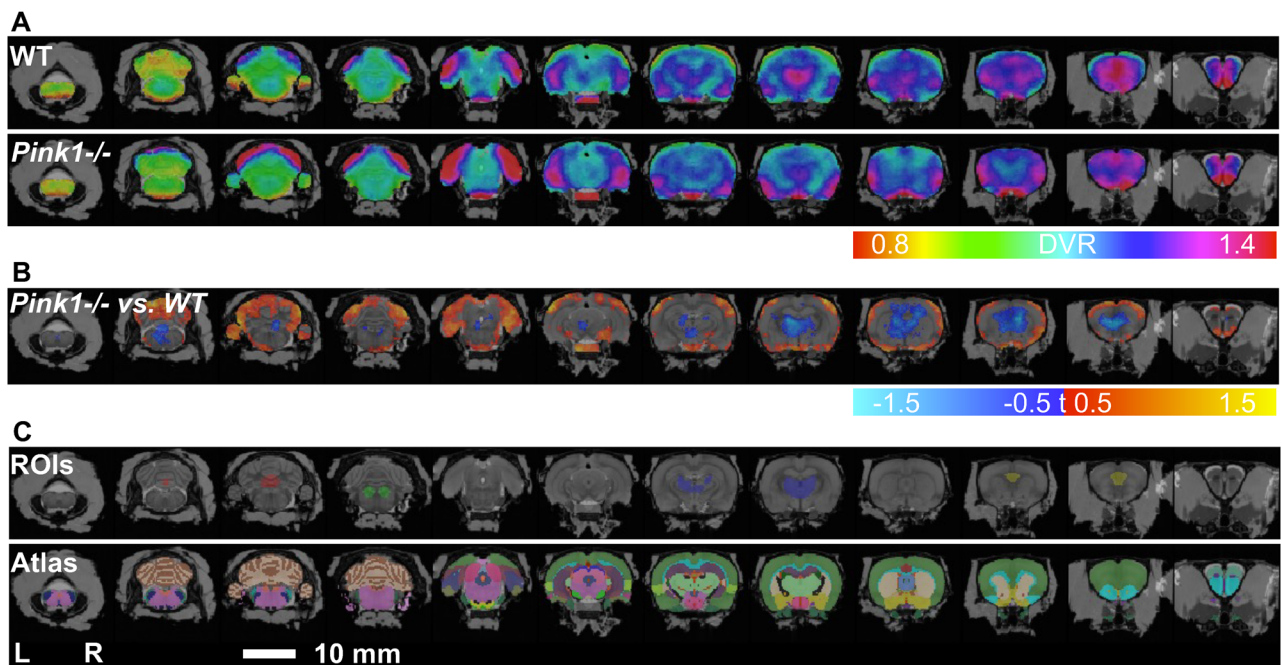 A
WT
Pink1-/-
0.8 DVR 1.4
B
Pink1-/- vs. WT
-1.5 -0.5 t 0.5 1.5
C
ROIs
Atlas
L R 10 mm